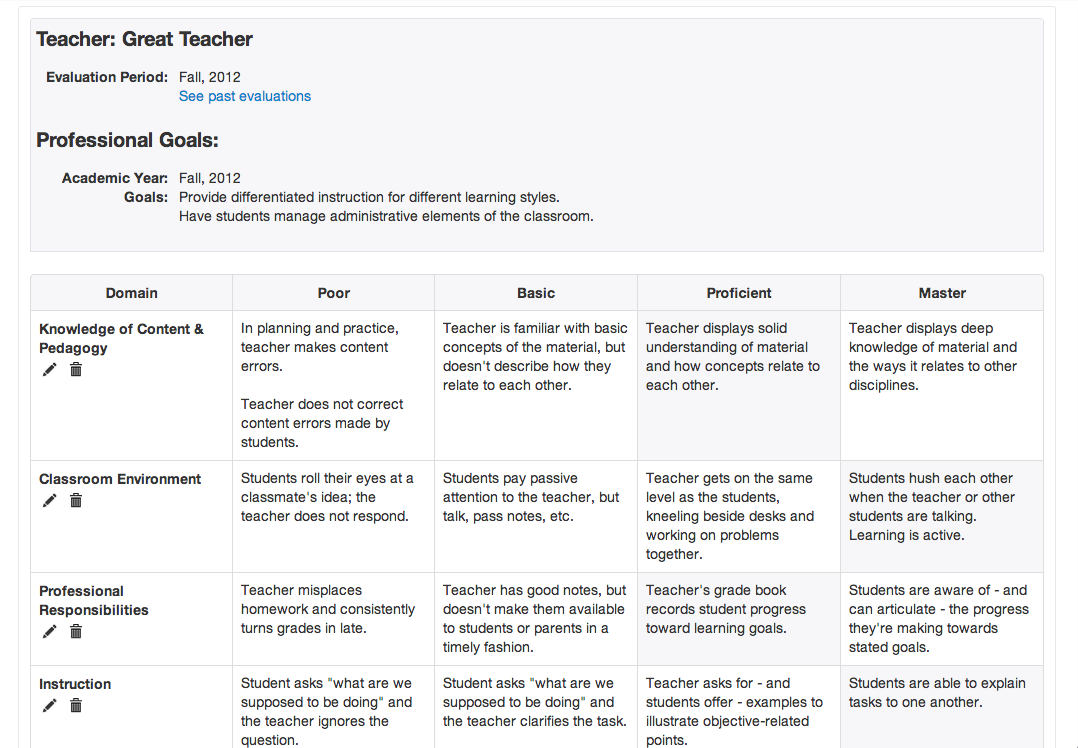 Teacher: Great Teacher
Evaluation Period: Fall, 2012
See past evaluations
Professional Goals:
Academic Year: Fall, 2012
Goals: Provide differentiated instruction for different learning styles.
Have students manage administrative elements of the classroom.
Domain
Poor
Basic
Proficient
Master
Knowledge of Content &
Pedagogy
In planning and practice,
teacher makes content
errors.
Teacher does not correct
content errors made by
students.
Teacher is familiar with basic
concepts of the material, but
doesn't describe how they
relate to each other.
Teacher displays solid
understanding of material
and how concepts relate to
each other.
Teacher displays deep
knowledge of material and
the ways it relates to other
disciplines.
Classroom Environment
Students roll their eyes at a
classmate's idea; the
teacher does not respond.
Students pay passive
attention to the teacher, but
talk, pass notes, etc.
Teacher gets on the same
level as the students,
kneeling beside desks and
working on problems
together.
Students hush each other
when the teacher or other
students are talking.
Learning is active.
Professional
Responsibilities
Teacher misplaces
homework and consistently
turns grades in late.
Teacher has good notes, but
doesn't make them available
to students or parents in a
timely fashion.
Teacher's grade book
records student progress
toward learning goals.
Students are aware of - and
can articulate - the progress
they're making towards
stated goals.
Instruction
Student asks "what are we
supposed to be doing" and
the teacher ignores the
question.
Student asks "what are we
supposed to be doing" and
the teacher clarifies the task.
Teacher asks for - and
students offer - examples to
illustrate objective-related
points.
Students are able to explain
tasks to one another.